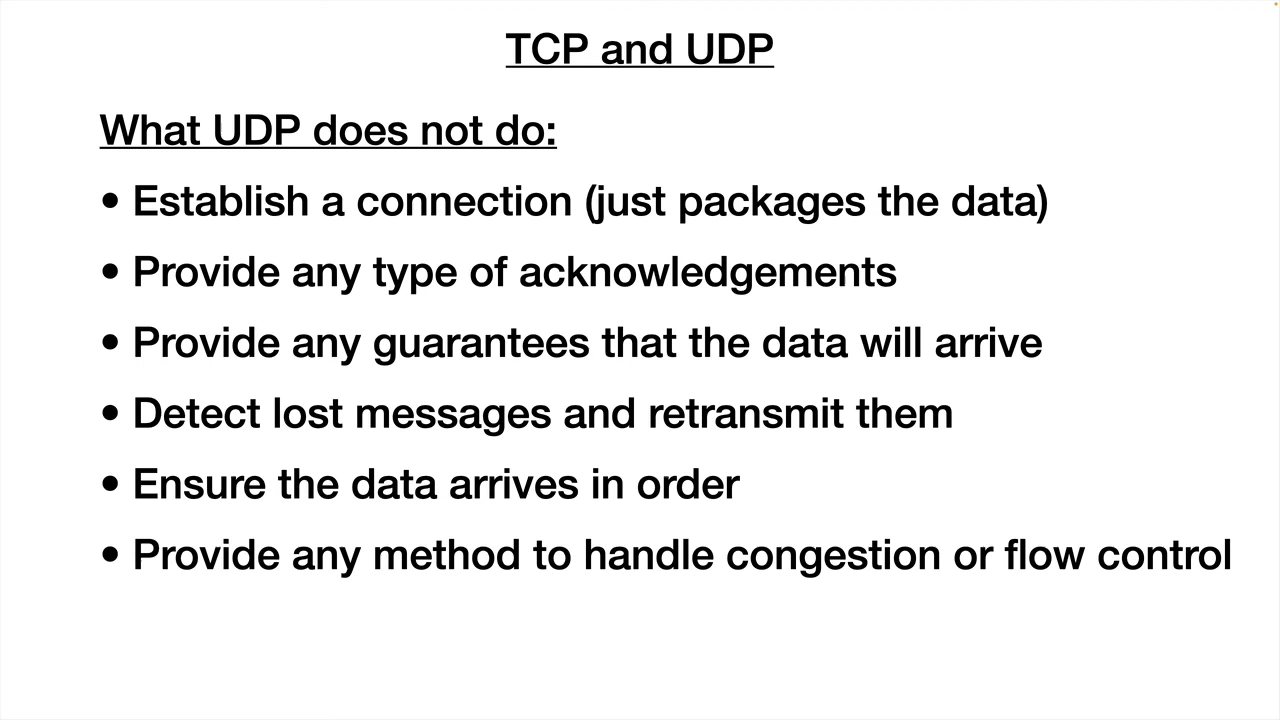 TCP and UDP
What UDP does not do:
• Establish a connection (just packages the data)
• Provide any type of acknowledgements
• Provide any guarantees that the data will arrive
• Detect lost messages and retransmit them
• Ensure the data arrives in order
• Provide any method to handle congestion or flow control